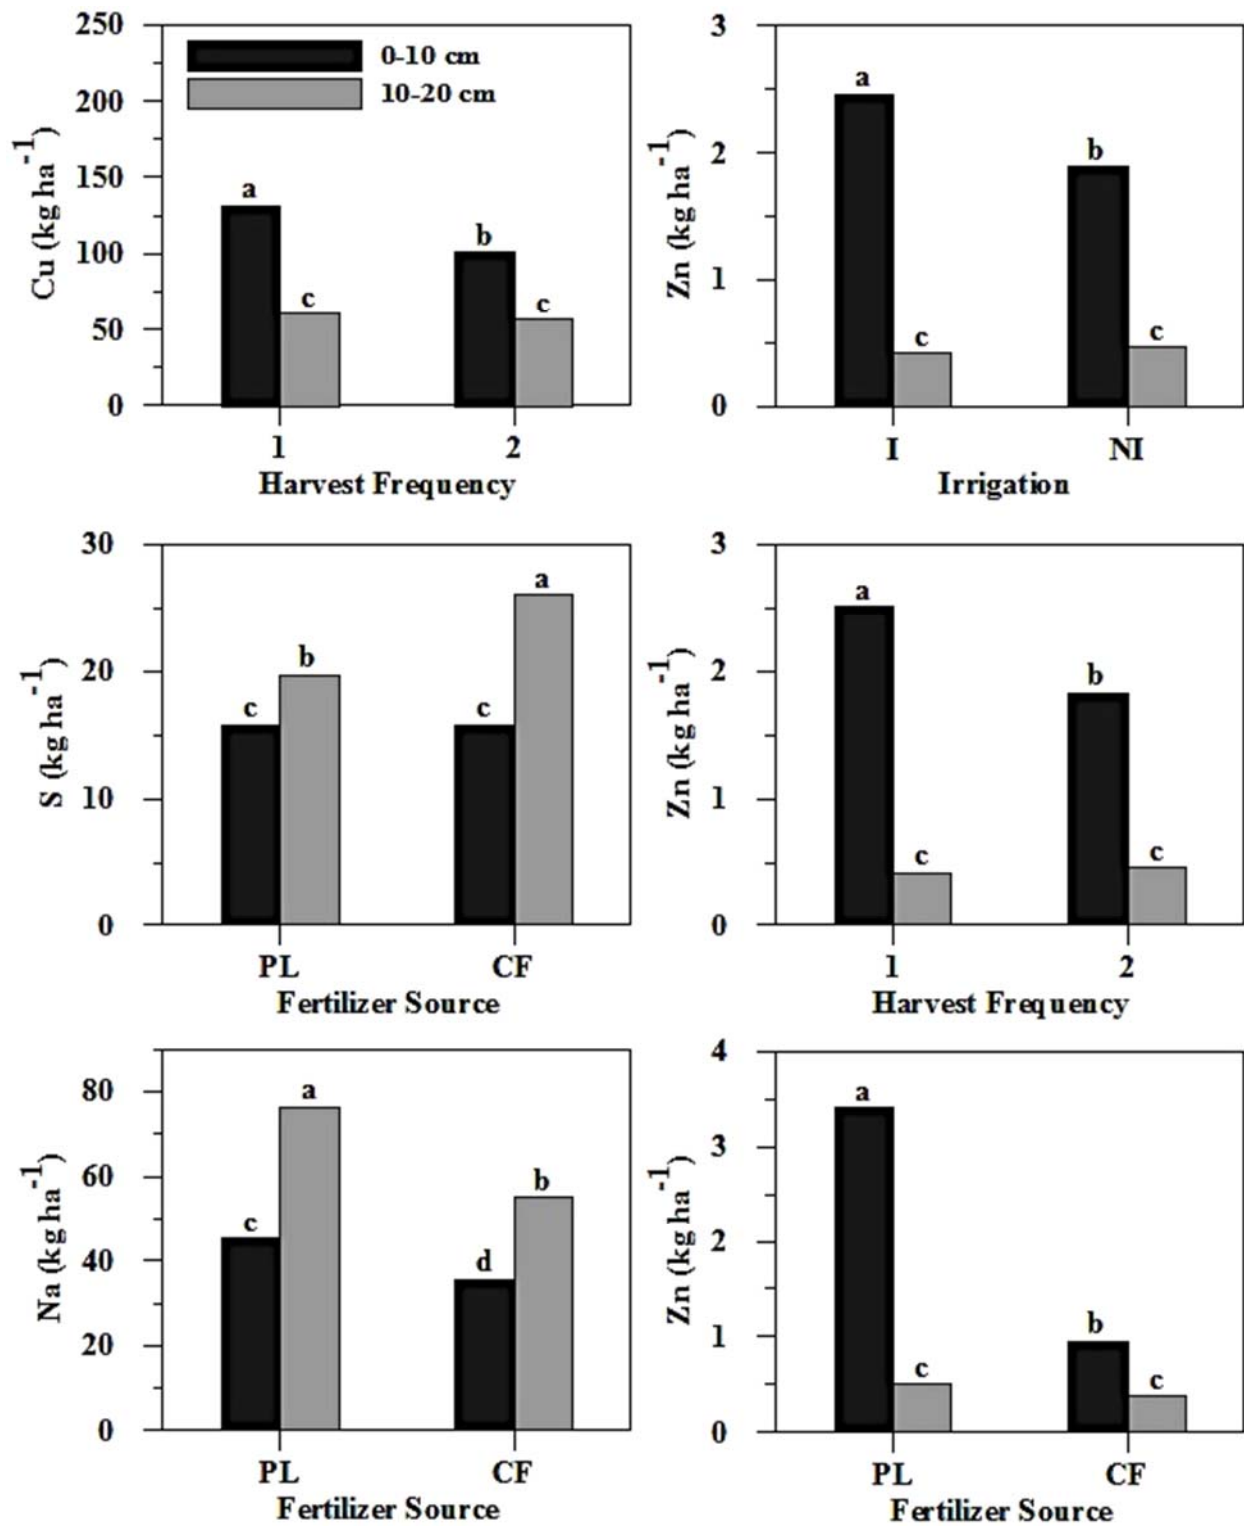 250
200
150
100
50
0
Cu (kg ha⁻¹)
0-10 cm
10-20 cm
a
c
b
c
1
2
Harvest Frequency
3
2
1
0
Zn (kg ha⁻¹)
a
c
b
c
I
NI
Irrigation
30
20
10
0
S (kg ha⁻¹)
c
b
c
a
PL
CF
Fertilizer Source
3
2
1
0
Zn (kg ha⁻¹)
a
c
b
c
1
2
Harvest Frequency
80
60
40
20
0
Na (kg ha⁻¹)
c
a
d
b
PL
CF
Fertilizer Source
4
3
2
1
0
Zn (kg ha⁻¹)
a
c
b
c
PL
CF
Fertilizer Source